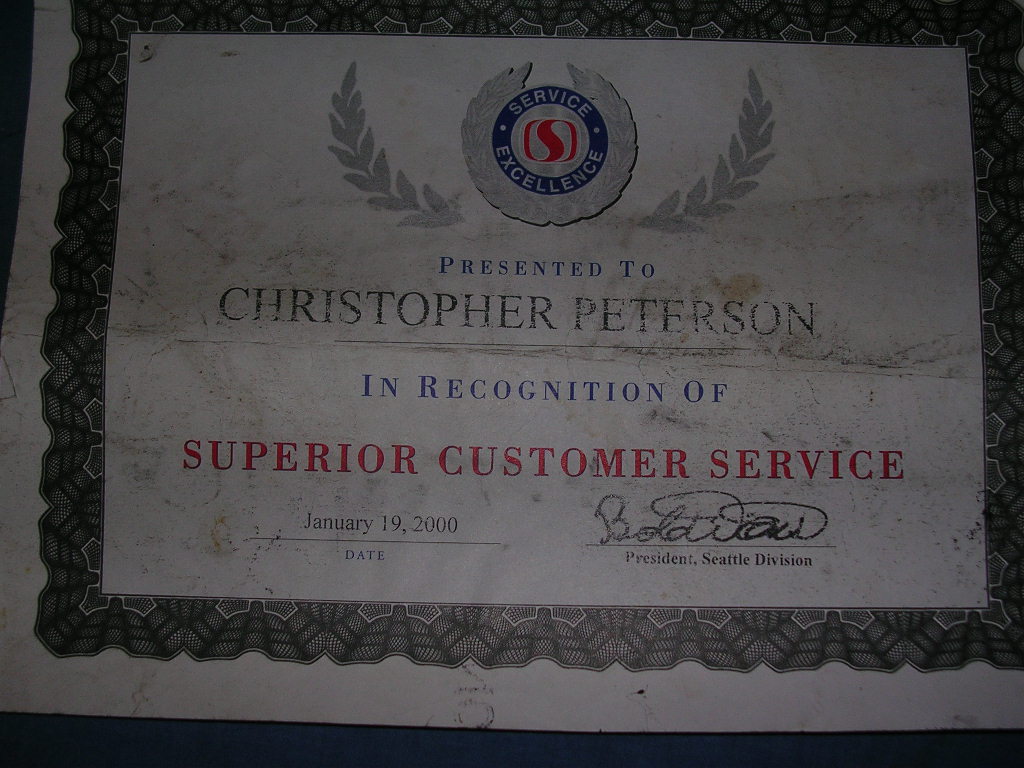 SERVICE
S
EXCELLENCE
PRESENTED TO
CHRISTOPHER PETERSON
IN RECOGNITION OF
SUPERIOR CUSTOMER SERVICE
January 19, 2000
DATE
President, Seattle Division